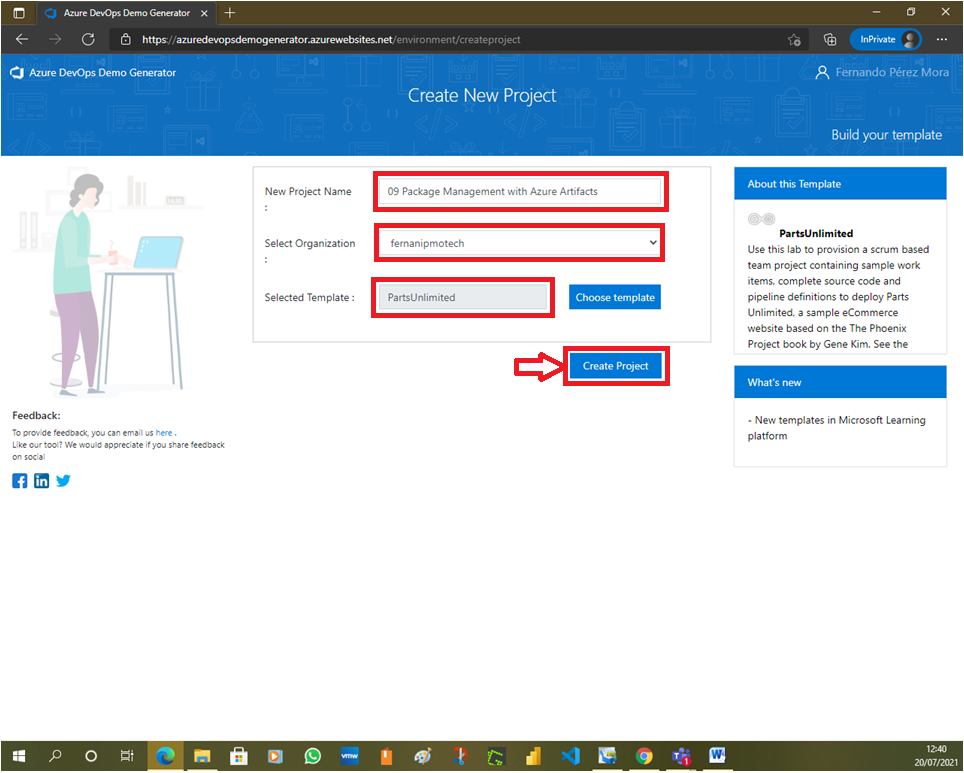 Azure DevOps Demo Generator
https://azuredevopsdemogenerator.azurewebsites.net/environment/createproject
InPrivate
Azure DevOps Demo Generator
Fernando Pérez Mora
Create New Project
Build your template
New Project Name
:
09 Package Management with Azure Artifacts
Select Organization
:
fernanipmotech
Selected Template :
PartsUnlimited
Choose template
Create Project
About this Template
PartsUnlimited
Use this lab to provision a scrum based
team project containing sample work
items, complete source code and
pipeline definitions to deploy Parts
Unlimited, a sample eCommerce
website based on the The Phoenix
Project book by Gene Kim. See the
What's new
- New templates in Microsoft Learning
platform
Feedback:
To provide feedback, you can email us here .
Like our tool? We would appreciate if you share feedback
on social
12:40
20/07/2021